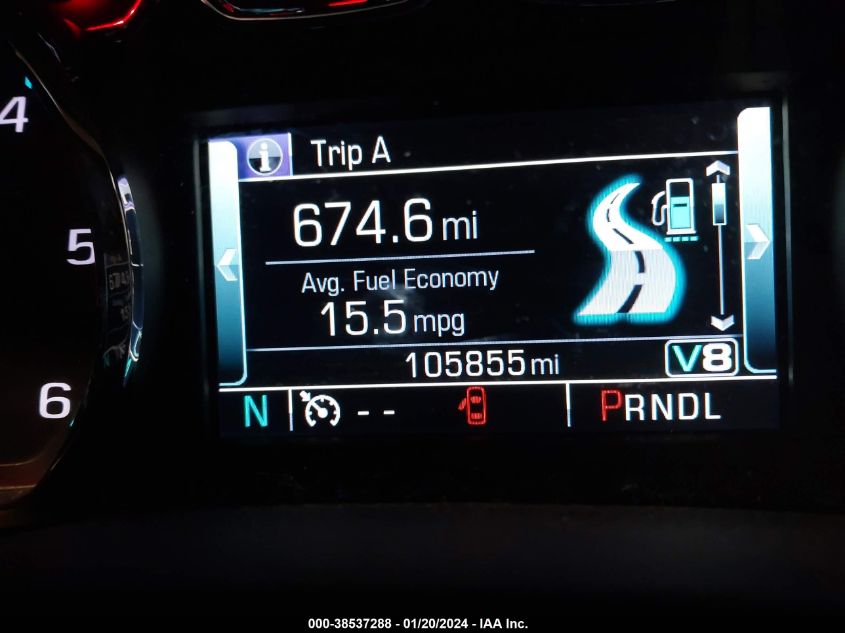 4
5
6
Trip A
674.6 mi
Avg. Fuel Economy
15.5 mpg
105855 mi
V8
N -- PRNDL
000-38537288 - 01/20/2024 - IAA Inc.